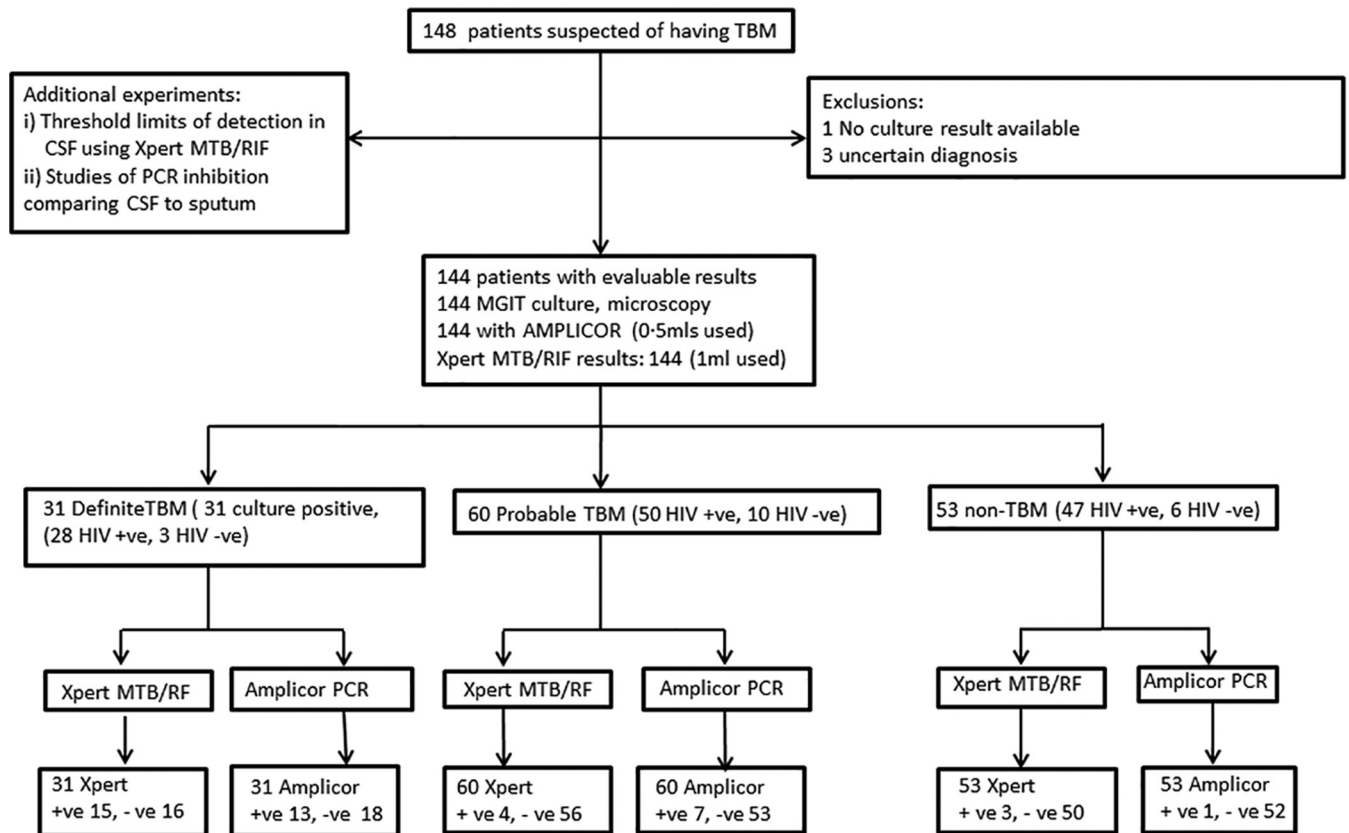 148 patients suspected of having TBM
Additional experiments:
i) Threshold limits of detection in
CSF using Xpert MTB/RIF
ii) Studies of PCR inhibition
comparing CSF to sputum
Exclusions:
1 No culture result available
3 uncertain diagnosis
144 patients with evaluable results
144 MGIT culture, microscopy
144 with AMPLICOR (0·5mls used)
Xpert MTB/RIF results: 144 (1ml used)
31 DefiniteTBM ( 31 culture positive,
(28 HIV +ve, 3 HIV -ve)
60 Probable TBM (50 HIV +ve, 10 HIV -ve)
53 non-TBM (47 HIV +ve, 6 HIV -ve)
Xpert MTB/RF
Amplicor PCR
Xpert MTB/RF
Amplicor PCR
Xpert MTB/RF
Amplicor PCR
31 Xpert
+ve 15, - ve 16
31 Amplicor
+ve 13, -ve 18
60 Xpert
+ ve 4, - ve 56
60 Amplicor
+ve 7, -ve 53
53 Xpert
+ ve 3, - ve 50
53 Amplicor
+ve 1, - ve 52